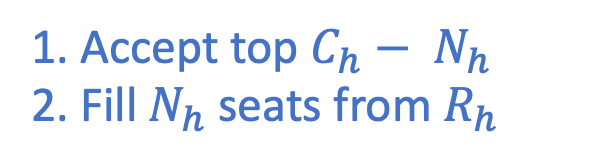 1. Accept top C_h − N_h
2. Fill N_h seats from R_h